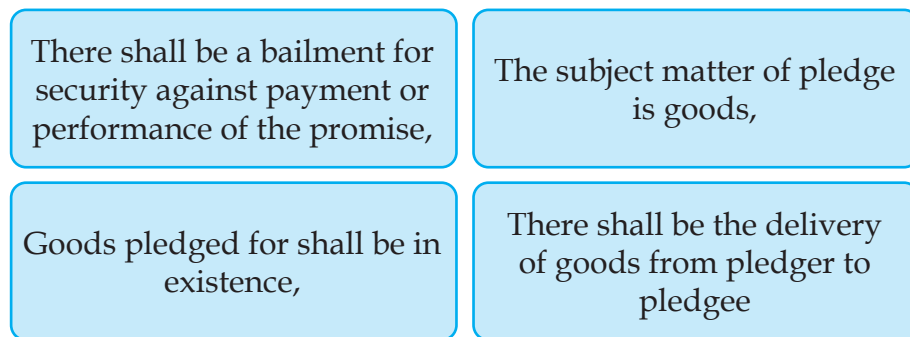 There shall be a bailment for
security against payment or
performance of the promise,
The subject matter of pledge
is goods,
Goods pledged for shall be in
existence,
There shall be the delivery
of goods from pledger to
pledgee